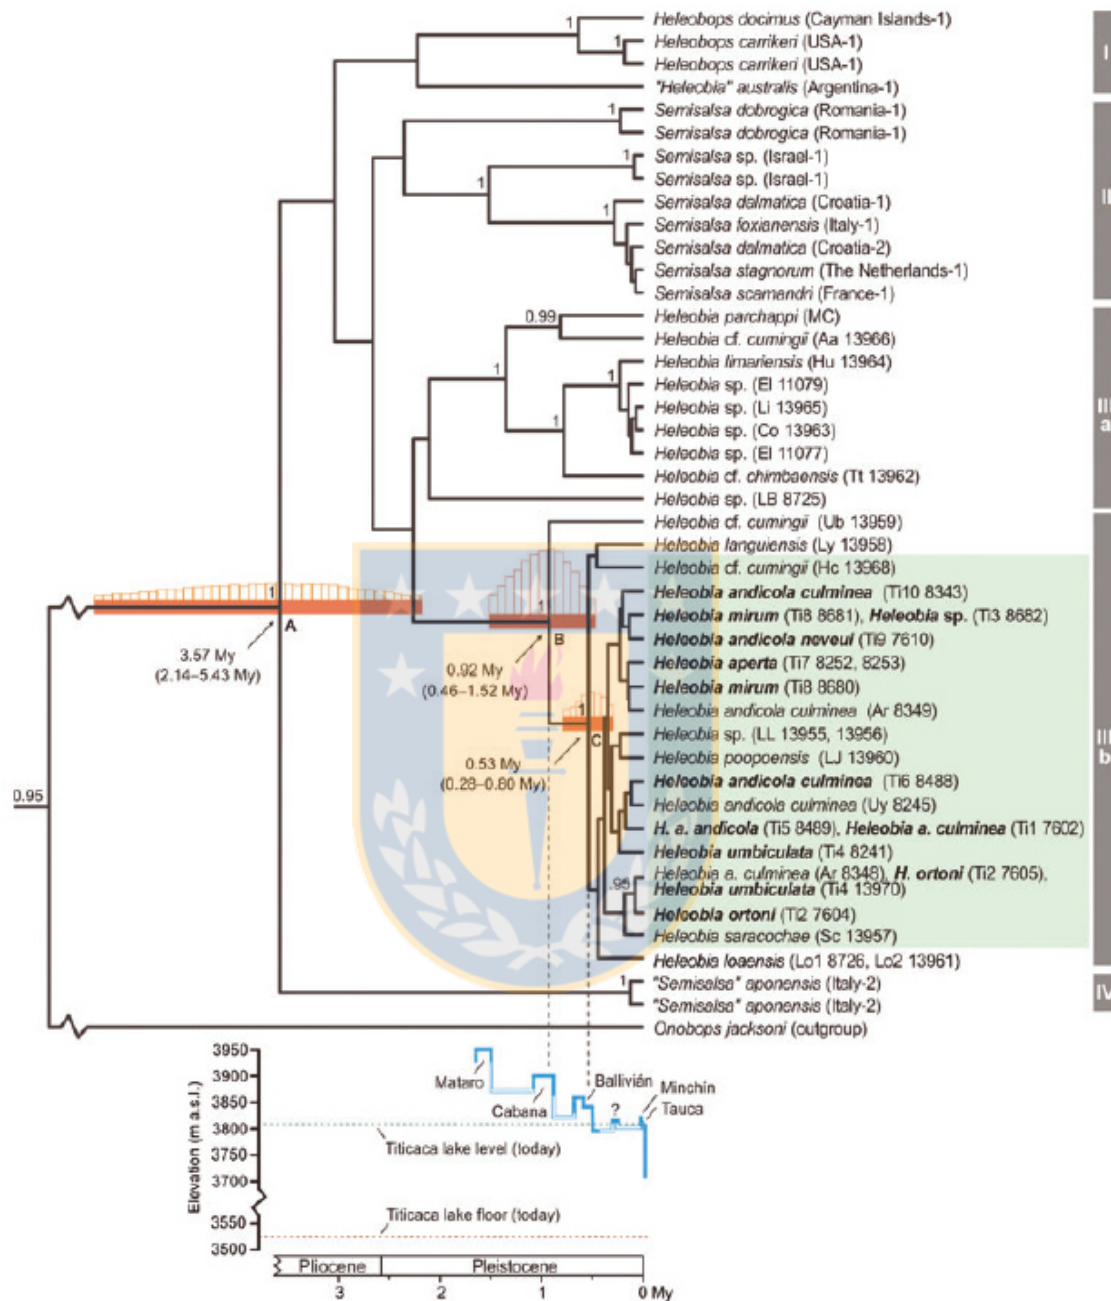 1 Heleobops docimus (Cayman Islands-1)
1 Heleobops carrikeri (USA-1)
Heleobops carrikeri (USA-1)
"Heleobia" australis (Argentina-1)
I
1 Semisalsa dobrogica (Romania-1)
Semisalsa dobrogica (Romania-1)
1 Semisalsa sp. (Israel-1)
Semisalsa sp. (Israel-1)
1
1 Semisalsa dalmatica (Croatia-1)
Semisalsa foxianensis (Italy-1)
Semisalsa dalmatica (Croatia-2)
Semisalsa stagnorum (The Netherlands-1)
Semisalsa scamandri (France-1)
II
0.99 Heleobia parchappi (MC)
Heleobia cf. cumingii (Aa 13966)
1
1 Heleobia limariensis (Hu 13964)
Heleobia sp. (El 11079)
Heleobia sp. (Li 13965)
1 Heleobia sp. (Co 13963)
Heleobia sp. (El 11077)
Heleobia cf. chimbaensis (Tt 13962)
Heleobia sp. (LB 8725)
III
a
Heleobia cf. cumingii (Ub 13959)
Heleobia languiensis (Ly 13958)
Heleobia cf. cumingii (Hc 13968)
Heleobia andicola culminea (Ti10 8343)
Heleobia mirum (Ti8 8681), Heleobia sp. (Ti3 8682)
Heleobia andicola neveui (Ti9 7610)
Heleobia aperta (Ti7 8252, 8253)
Heleobia mirum (Ti8 8680)
Heleobia andicola culminea (Ar 8349)
Heleobia sp. (LL 13955, 13956)
Heleobia poopoensis (LJ 13960)
Heleobia andicola culminea (Ti6 8488)
Heleobia andicola culminea (Uy 8245)
H. a. andicola (Ti5 8489), Heleobia a. culminea (Ti1 7602)
Heleobia umbiculata (Ti4 8241)
Heleobia a. culminea (Ar 8348), H. ortoni (Ti2 7605),
.95 Heleobia umbiculata (Ti4 13970)
Heleobia ortoni (Ti2 7604)
Heleobia saracochae (Sc 13957)
Heleobia loaensis (Lo1 8726, Lo2 13961)
III
b
1 "Semisalsa" aponensis (Italy-2)
"Semisalsa" aponensis (Italy-2)
IV
Onobops jacksoni (outgroup)
1
A
3.57 My
(2.14–5.43 My)
1
B
0.92 My
(0.46–1.52 My)
1
C
0.53 My
(0.28–0.80 My)
0.95
Elevation (m a.s.l.)
3950
3900
3850
3800
3750
3700
3550
3500
Mataro
Cabana
Ballivián
?
Minchin
Tauca
Titicaca lake level (today)
Titicaca lake floor (today)
Pliocene Pleistocene
3 2 1 0 My